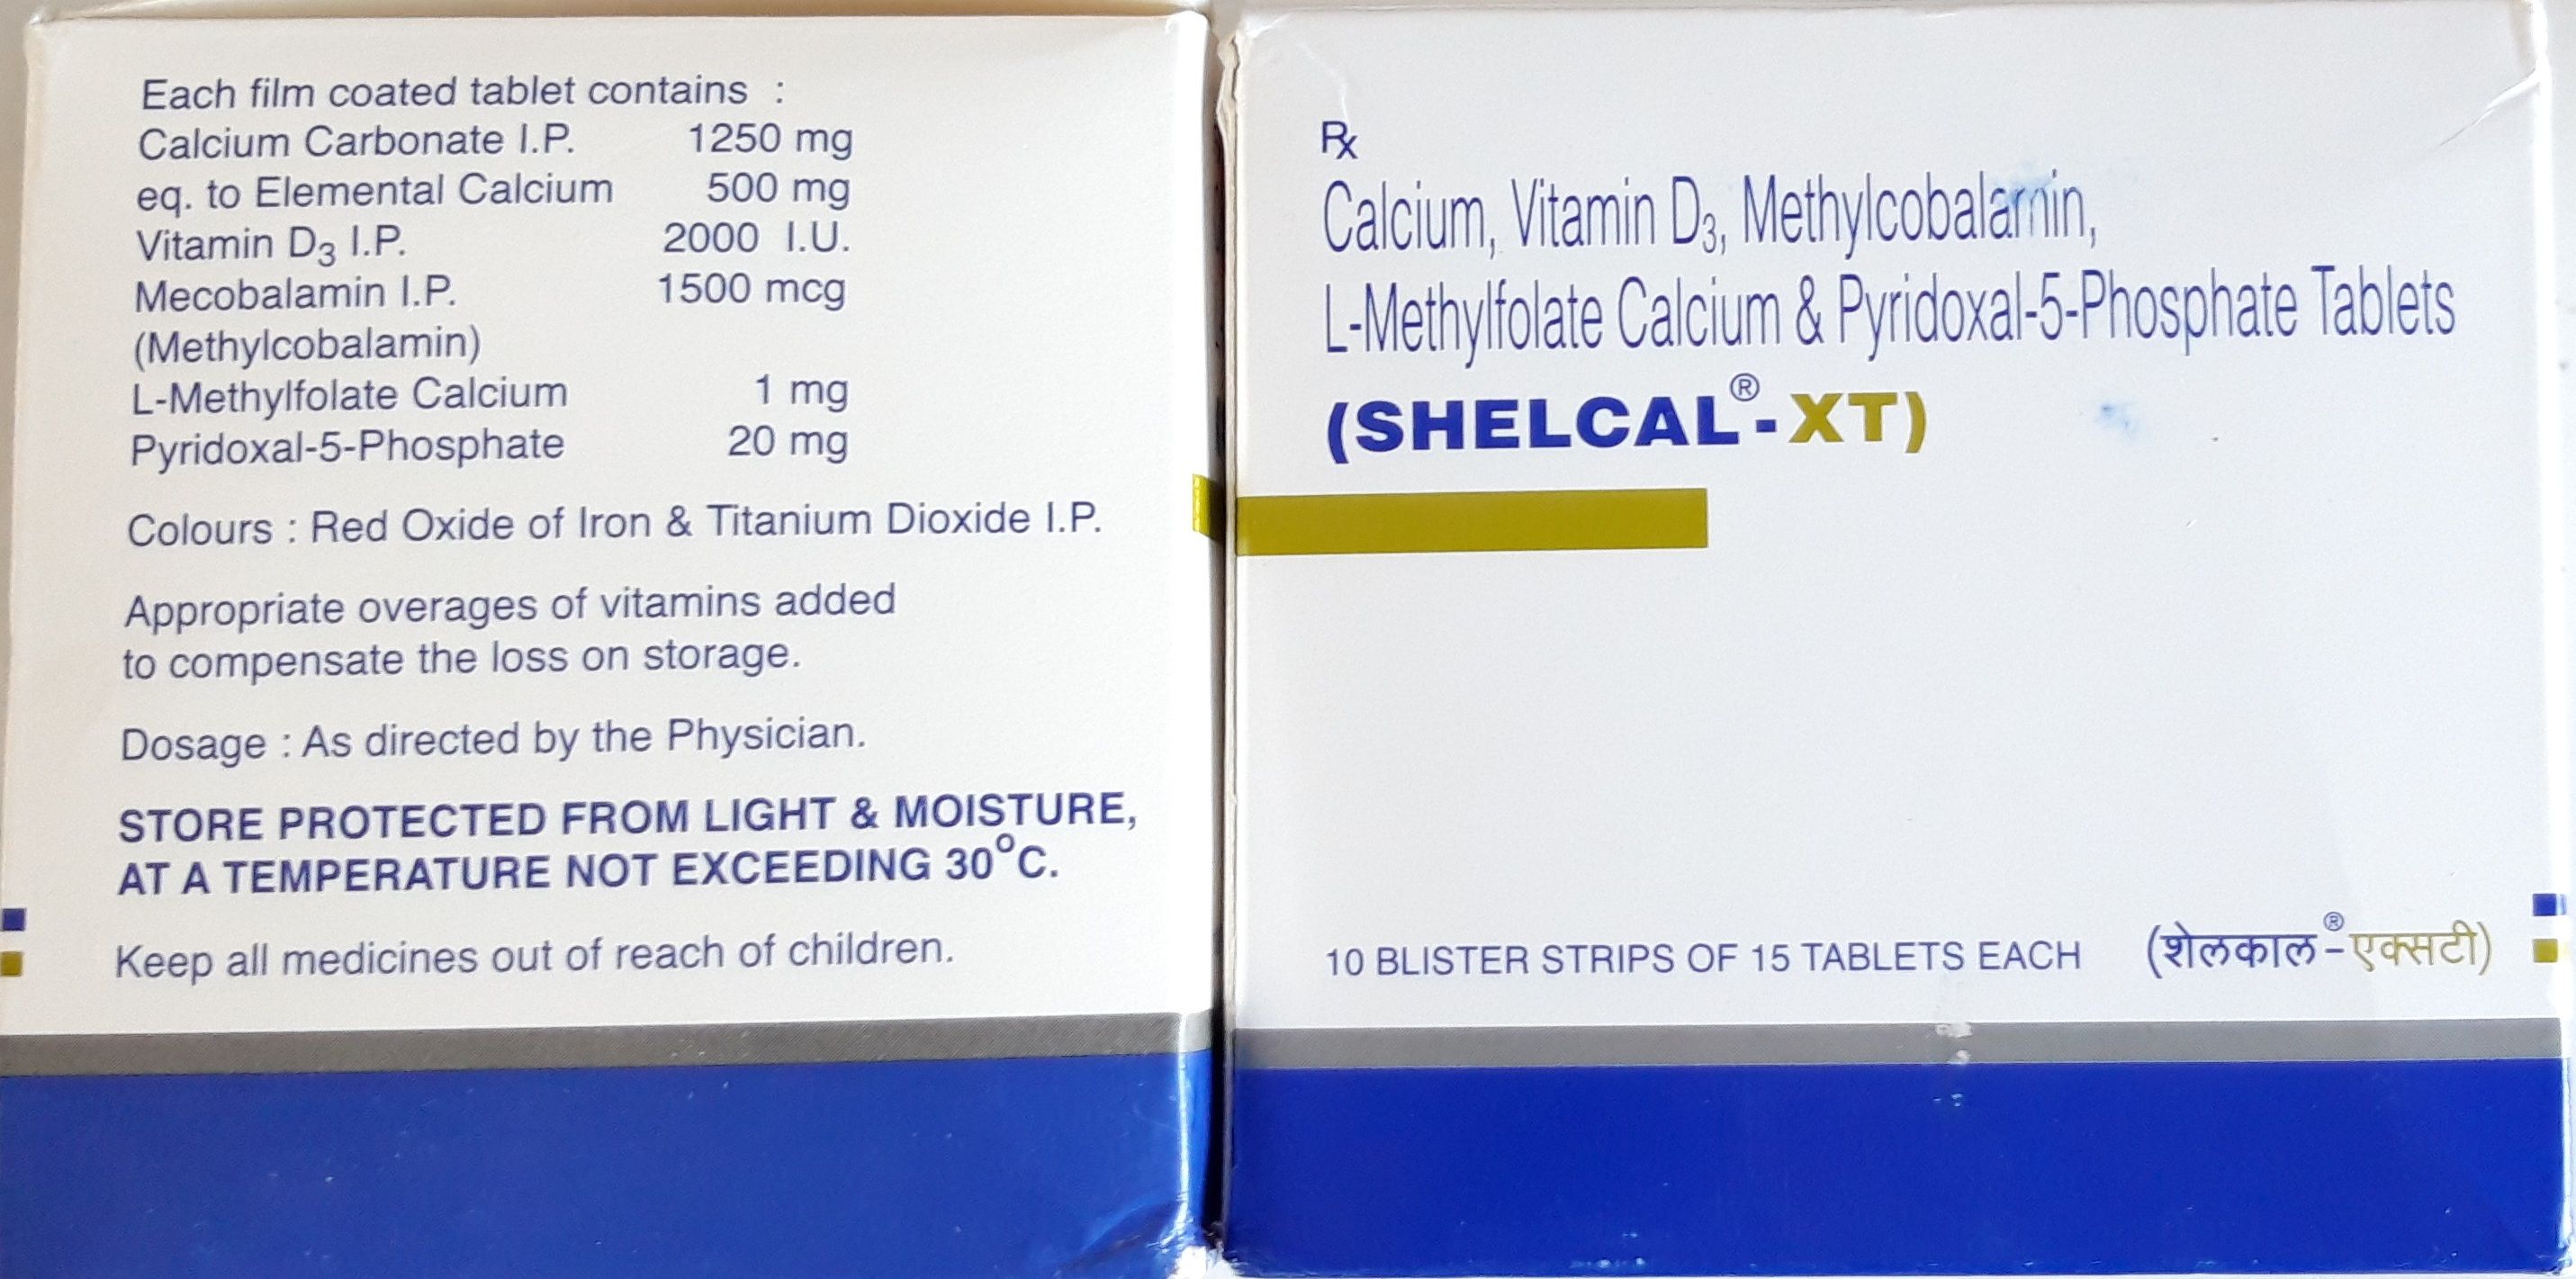 Each film coated tablet contains :
Calcium Carbonate I.P. 1250 mg
eq. to Elemental Calcium 500 mg
Vitamin D3 I.P. 2000 I.U.
Mecobalamin I.P. 1500 mcg
(Methylcobalamin)
L-Methylfolate Calcium 1 mg
Pyridoxal-5-Phosphate 20 mg
Colours : Red Oxide of Iron & Titanium Dioxide I.P.
Appropriate overages of vitamins added
to compensate the loss on storage.
Dosage : As directed by the Physician.
STORE PROTECTED FROM LIGHT & MOISTURE,
AT A TEMPERATURE NOT EXCEEDING 30°C.
Keep all medicines out of reach of children.
Rx
Calcium, Vitamin D3, Methylcobalamin,
L-Methylfolate Calcium & Pyridoxal-5-Phosphate Tablets
(SHELCAL®-XT)
10 BLISTER STRIPS OF 15 TABLETS EACH (शेलकाल®-एक्सटी)